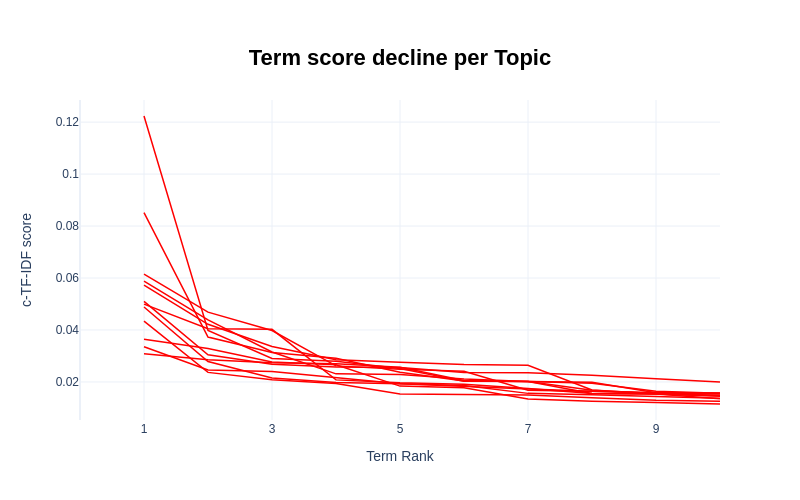 Term score decline per Topic
c-TF-IDF score
0.12
0.1
0.08
0.06
0.04
0.02
1 3 5 7 9
Term Rank